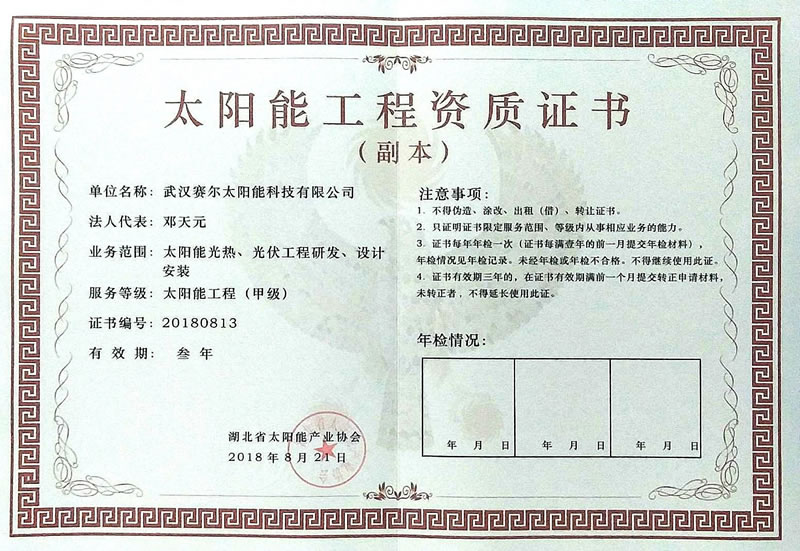 太阳能工程资质证书
（副本）
单位名称：武汉赛尔太阳能科技有限公司
法人代表：邓天元
业务范围：太阳能光热、光伏工程研发、设计
安装
服务等级：太阳能工程（甲级）
证书编号：20180813
有 效 期： 叁 年
湖北省太阳能产业协会
2018 年 8 月 21 日
注意事项：
1．不得伪造、涂改、出租（借）、转让证书。
2．只证明证书限定服务范围、等级内从事相应业务的能力。
3．证书每年年检一次（证书每满壹年的前一月提交年检材料），
年检情况见年检记录。未经年检或年检不合格。不得继续使用此证。
4．证书有效期三年的，在证书有效期满前一个月提交转正申请材料，
未转正者，不得延长使用此证。
年检情况：
年 月 日 年 月 日 年 月 日